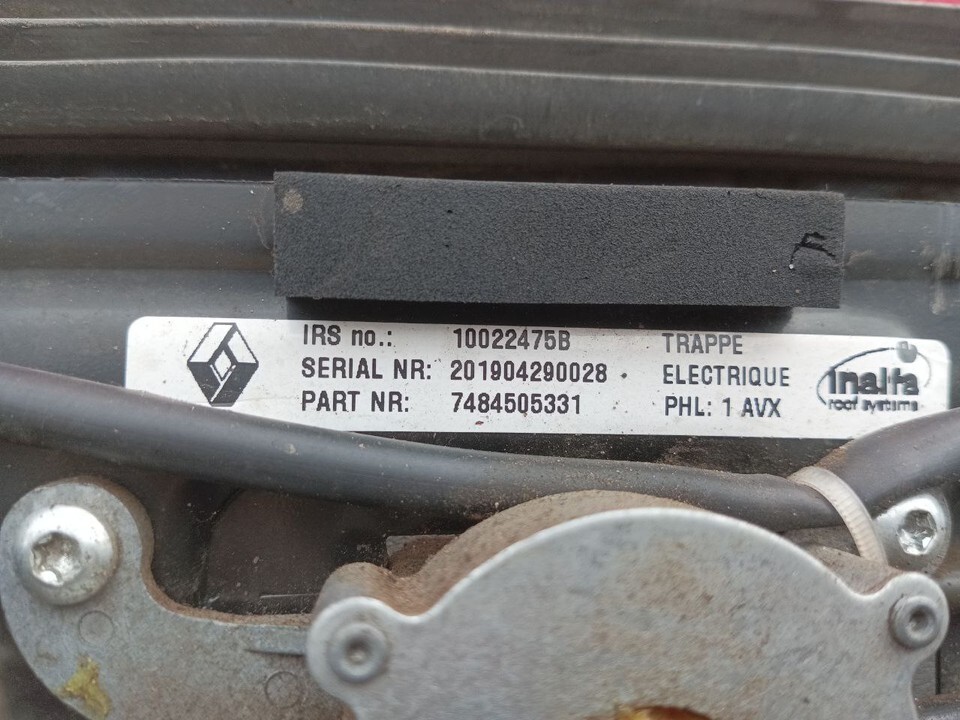 IRS no.: 10022475B TRAPPE
SERIAL NR: 201904290028 ELECTRIQUE
PART NR: 7484505331 PHL: 1 AVX
inalfa
roof systems